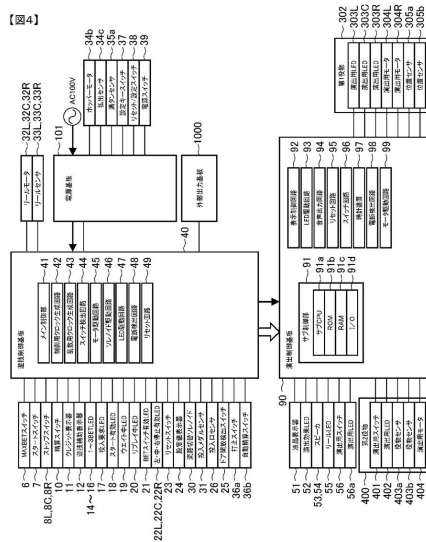 【図4】
6 MAXBETスイッチ
7 スタートスイッチ
8L,8C,8R ストップスイッチ
10 精算スイッチ
11 クレジット表示器
12 遊技補助表示器
14～16 1～3BETLED
17 投入要求LED
18 スタート有効LED
19 ウェイト中LED
20 リプレイ中LED
21 BETスイッチ有効LED
22L,22C,22R 左・中・右停止有効LED
23 リセットスイッチ
24 設定値表示器
30 流路切替ソレノイド
31 投入メダルセンサ
26 投入口センサ
25 ドア開放検出スイッチ
36a 打止スイッチ
36b 自動精算スイッチ
遊技制御基板
40
メイン制御部 41
制御用クロック生成回路 42
乱数用クロック生成回路 43
スイッチ検出回路 44
モータ駆動回路 45
ソレノイド駆動回路 46
LED駆動回路 47
電断検出回路 48
リセット回路 49
リールモータ 32L,32C,32R
リールセンサ 33L,33C,33R
101
電源基板
AC100V
外部出力基板 1000
ホッパーモータ 34b
払出センサ 34c
満タンセンサ 35a
設定キースイッチ 37
リセット/設定スイッチ 38
電源スイッチ 39
90
演出制御基板
51 液晶表示器
52 演出効果LED
53,54 スピーカ
55 リールLED
56 演出用スイッチ
56a 演出用LED
400 第2役物
401 演出用スイッチ
402 演出用LED
403a 役物センサ
403b 役物センサ
404 演出用モータ
サブ制御部 91
サブCPU 91a
ROM 91b
RAM 91c
I/O 91d
表示制御回路 92
LED駆動回路 93
音声出力回路 94
リセット回路 95
スイッチ検出回路 96
時計装置 97
電断検出回路 98
モータ駆動回路 99
302
第1役物
演出用LED 303L
演出用LED 303C
演出用LED 303R
演出用モータ 304L
演出用モータ 304R
位置センサ 305a
位置センサ 305b